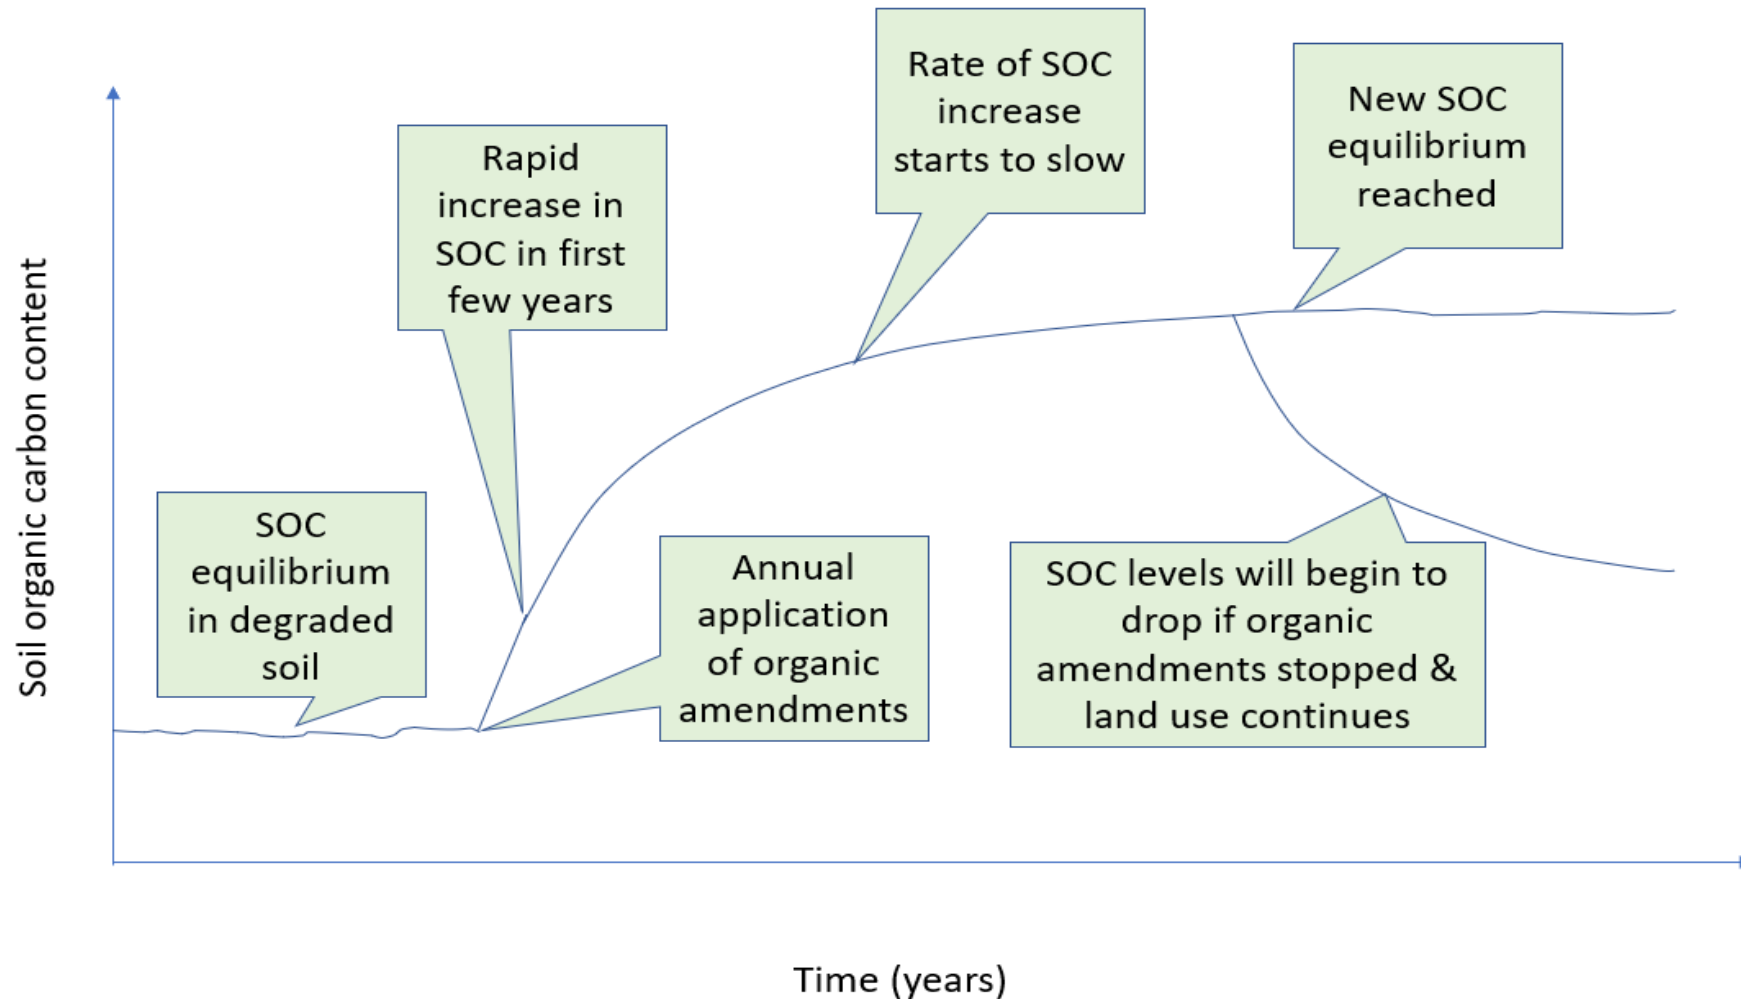 Soil organic carbon content
SOC
equilibrium
in degraded
soil
Rapid
increase in
SOC in first
few years
Annual
application
of organic
amendments
Rate of SOC
increase
starts to slow
New SOC
equilibrium
reached
SOC levels will begin to
drop if organic
amendments stopped &
land use continues
Time (years)